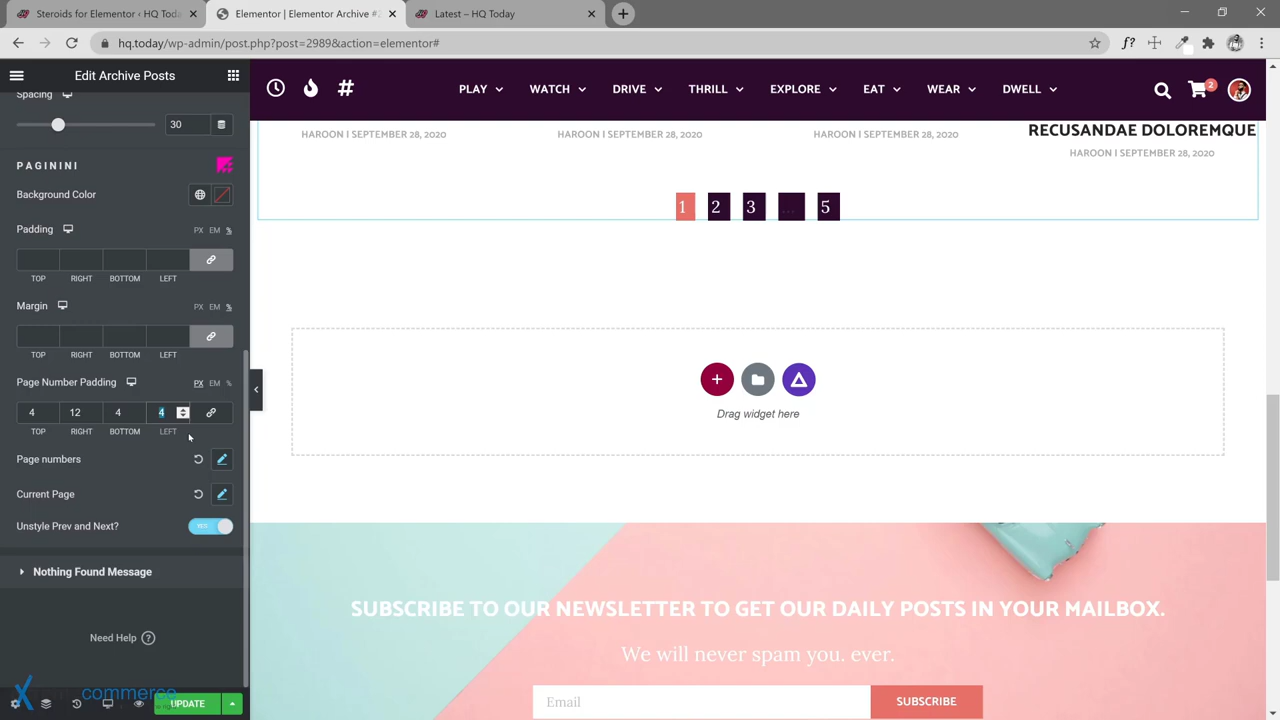 Steroids for Elementor ‹ HQ Tod
Elementor | Elementor Archive #2
Latest – HQ Today
hq.today/wp-admin/post.php?post=2989&action=elementor#
Edit Archive Posts
PLAY WATCH DRIVE THRILL EXPLORE EAT WEAR DWELL
2
Spacing
30
PAGININI
Background Color
Padding PX EM %
TOP RIGHT BOTTOM LEFT
Margin PX EM %
TOP RIGHT BOTTOM LEFT
Page Number Padding PX EM %
4 12 4 4
TOP RIGHT BOTTOM LEFT
Page numbers
Current Page
Unstyle Prev and Next? YES
Nothing Found Message
Need Help
commerce
UPDATE
HAROON I SEPTEMBER 28, 2020
HAROON I SEPTEMBER 28, 2020
HAROON I SEPTEMBER 28, 2020
RECUSANDAE DOLOREMQUE
HAROON I SEPTEMBER 28, 2020
1 2 3 ... 5
Drag widget here
SUBSCRIBE TO OUR NEWSLETTER TO GET OUR DAILY POSTS IN YOUR MAILBOX.
We will never spam you. ever.
Email
SUBSCRIBE